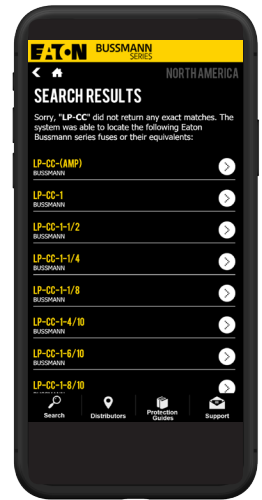 EATON BUSSMANN
SERIES
NORTH AMERICA
SEARCH RESULTS
Sorry, "LP-CC" did not return any exact matches. The
system was able to locate the following Eaton
Bussmann series fuses or their equivalents:
LP-CC-(AMP)
BUSSMANN
LP-CC-1
BUSSMANN
LP-CC-1-1/2
BUSSMANN
LP-CC-1-1/4
BUSSMANN
LP-CC-1-1/8
BUSSMANN
LP-CC-1-4/10
BUSSMANN
LP-CC-1-6/10
BUSSMANN
LP-CC-1-8/10
Search
Distributors
Protection
Guides
Support